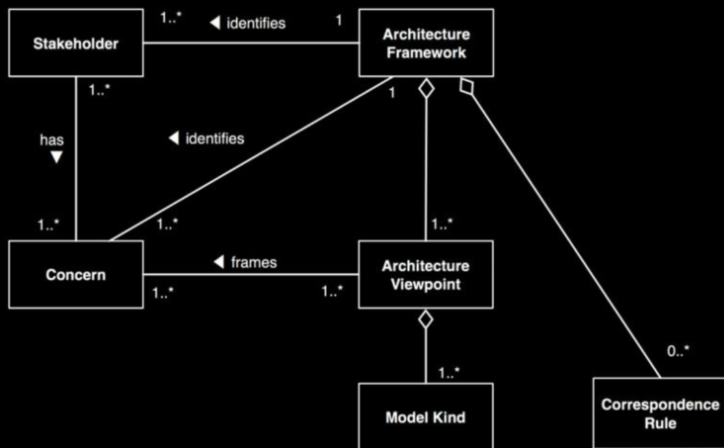 1..*
◀ identifies
1
Stakeholder
Architecture
Framework
1..*
1
has
▼
◀ identifies
1..*
1..*
1..*
Concern
◀ frames
Architecture
Viewpoint
1..*
1..*
0..*
1..*
Model Kind
Correspondence
Rule